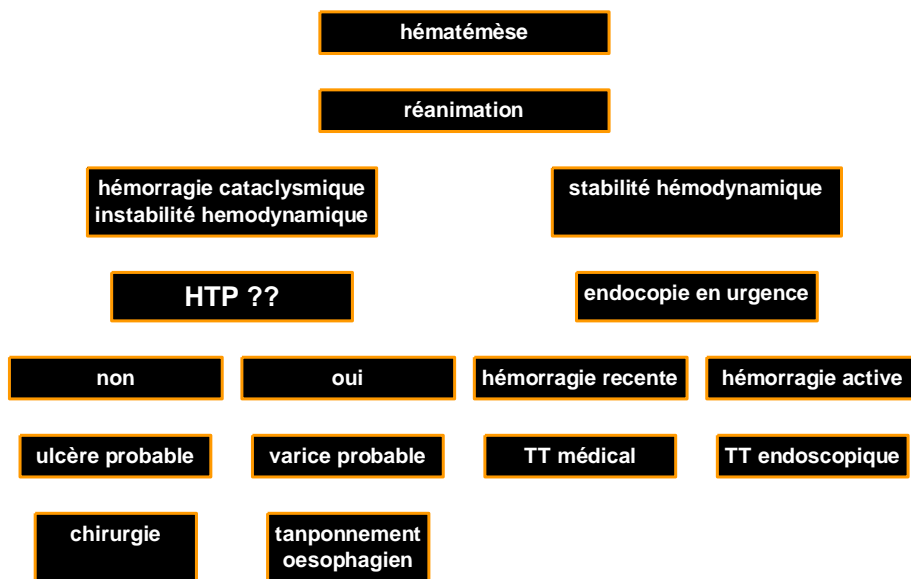 hématémèse
réanimation
hémorragie cataclysmique
instabilité hemodynamique
stabilité hémodynamique
HTP ??
endocopie en urgence
non
oui
hémorragie recente
hémorragie active
ulcère probable
varice probable
TT médical
TT endoscopique
chirurgie
tanponnement
oesophagien